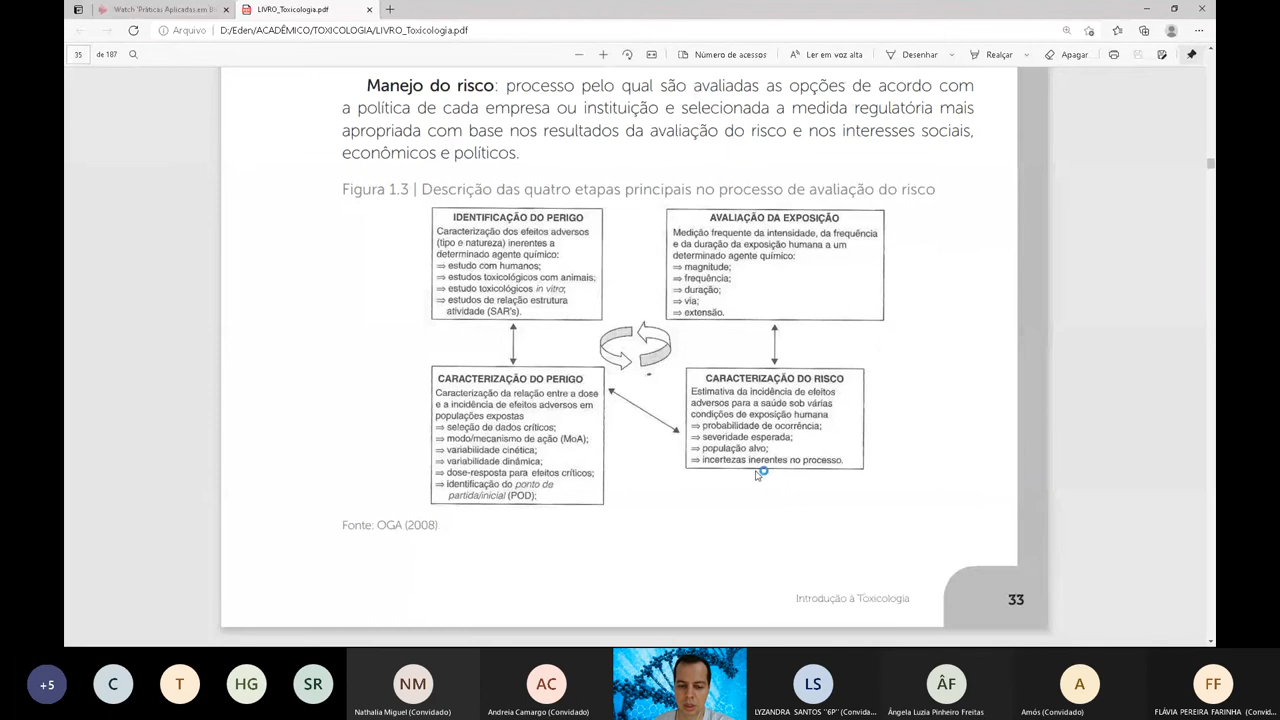 Watch 'Práticas Aplicadas em Bi
LIVRO_Toxicologia.pdf
Arquivo
D:/Eden/ACADÊMICO/TOXICOLOGIA/LIVRO_Toxicologia.pdf
35 de 187
Número de acessos
Ler em voz alta
Desenhar
Realçar
Apagar
Manejo do risco: processo pelo qual são avaliadas as opções de acordo com
a política de cada empresa ou instituição e selecionada a medida regulatória mais
apropriada com base nos resultados da avaliação do risco e nos interesses sociais,
econômicos e políticos.
Figura 1.3 | Descrição das quatro etapas principais no processo de avaliação do risco
IDENTIFICAÇÃO DO PERIGO
Caracterização dos efeitos adversos
(tipo e natureza) inerentes a
determinado agente químico:
⇒ estudo com humanos;
⇒ estudos toxicológicos com animais;
⇒ estudo toxicológicos in vitro;
⇒ estudos de relação estrutura
atividade (SAR's).
AVALIAÇÃO DA EXPOSIÇÃO
Medição frequente da intensidade, da frequência
e da duração da exposição humana a um
determinado agente químico:
⇒ magnitude;
⇒ frequência;
⇒ duração;
⇒ via;
⇒ extensão.
CARACTERIZAÇÃO DO PERIGO
Caracterização da relação entre a dose
e a incidência de efeitos adversos em
populações expostas
⇒ seleção de dados críticos;
⇒ modo/mecanismo de ação (MoA);
⇒ variabilidade cinética;
⇒ variabilidade dinâmica;
⇒ dose-resposta para efeitos críticos;
⇒ identificação do ponto de
partida/inicial (POD);
CARACTERIZAÇÃO DO RISCO
Estimativa da incidência de efeitos
adversos para a saúde sob várias
condições de exposição humana
⇒ probabilidade de ocorrência;
⇒ severidade esperada;
⇒ população alvo;
⇒ incertezas inerentes no processo.
Fonte: OGA (2008)
Introdução à Toxicologia
33
+5
C
T
HG
SR
NM
Nathalia Miguel (Convidado)
AC
Andreia Camargo (Convidado)
LS
LYZANDRA SANTOS "6P" (Convida...
ÂF
Ângela Luzia Pinheiro Freitas
A
Amós (Convidado)
FF
FLÁVIA PEREIRA FARINHA (Convid...